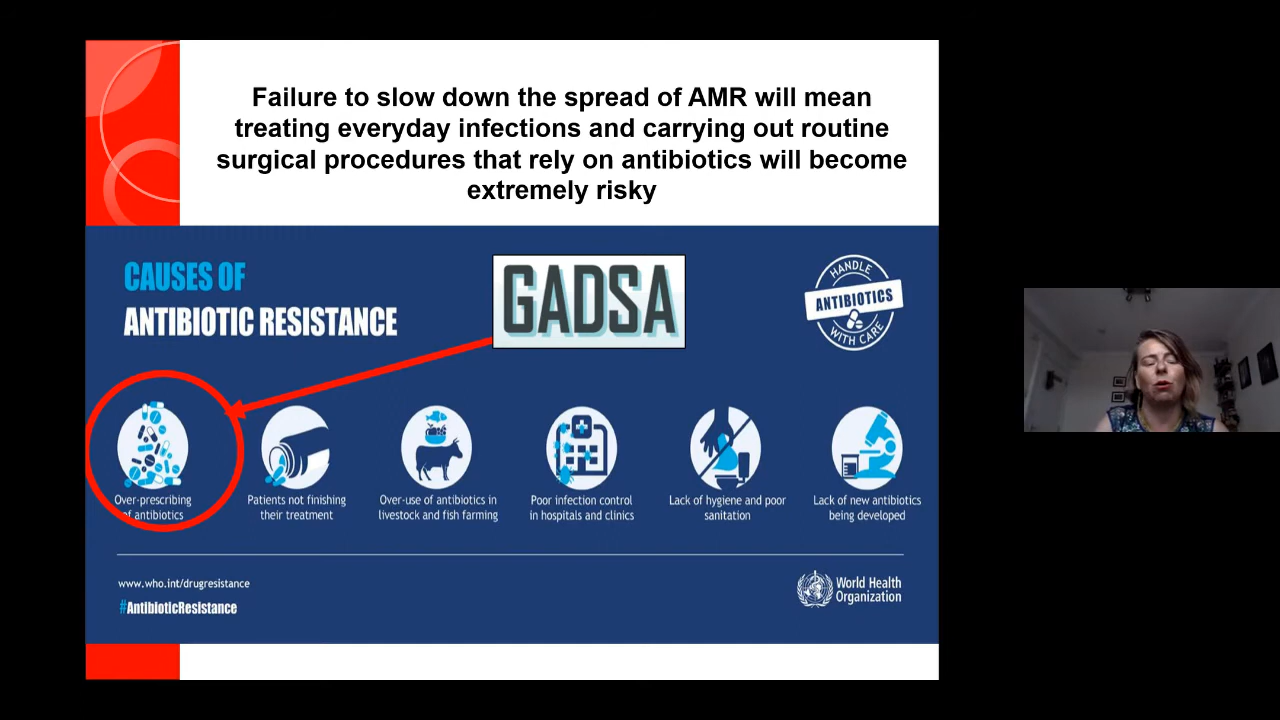 Failure to slow down the spread of AMR will mean
treating everyday infections and carrying out routine
surgical procedures that rely on antibiotics will become
extremely risky
CAUSES OF
ANTIBIOTIC RESISTANCE
GADSA
HANDLE
ANTIBIOTICS
WITH CARE
Over-prescribing
of antibiotics
Patients not finishing
their treatment
Over-use of antibiotics in
livestock and fish farming
Poor infection control
in hospitals and clinics
Lack of hygiene and poor
sanitation
Lack of new antibiotics
being developed
www.who.int/drugresistance
#AntibioticResistance
World Health
Organization